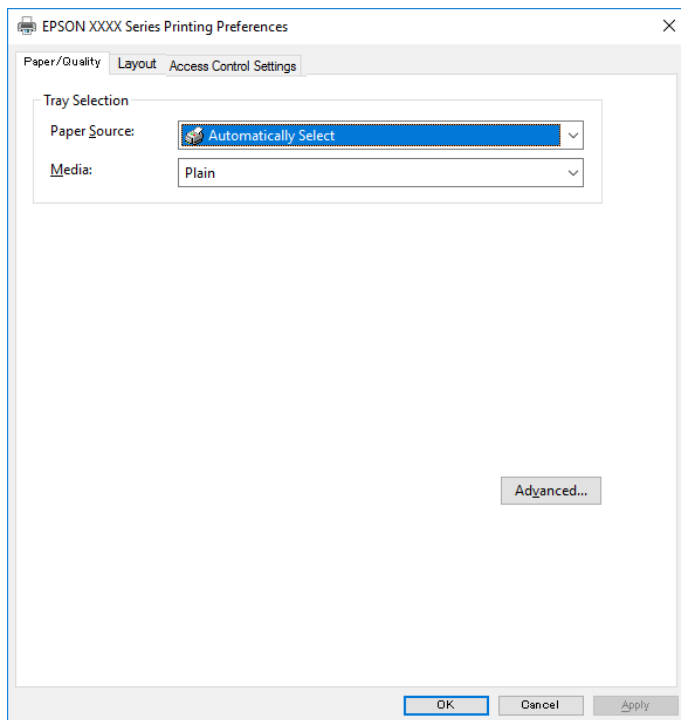 EPSON XXXX Series Printing Preferences
Paper/Quality Layout Access Control Settings
Tray Selection
Paper Source: Automatically Select
Media: Plain
Advanced...
OK Cancel Apply